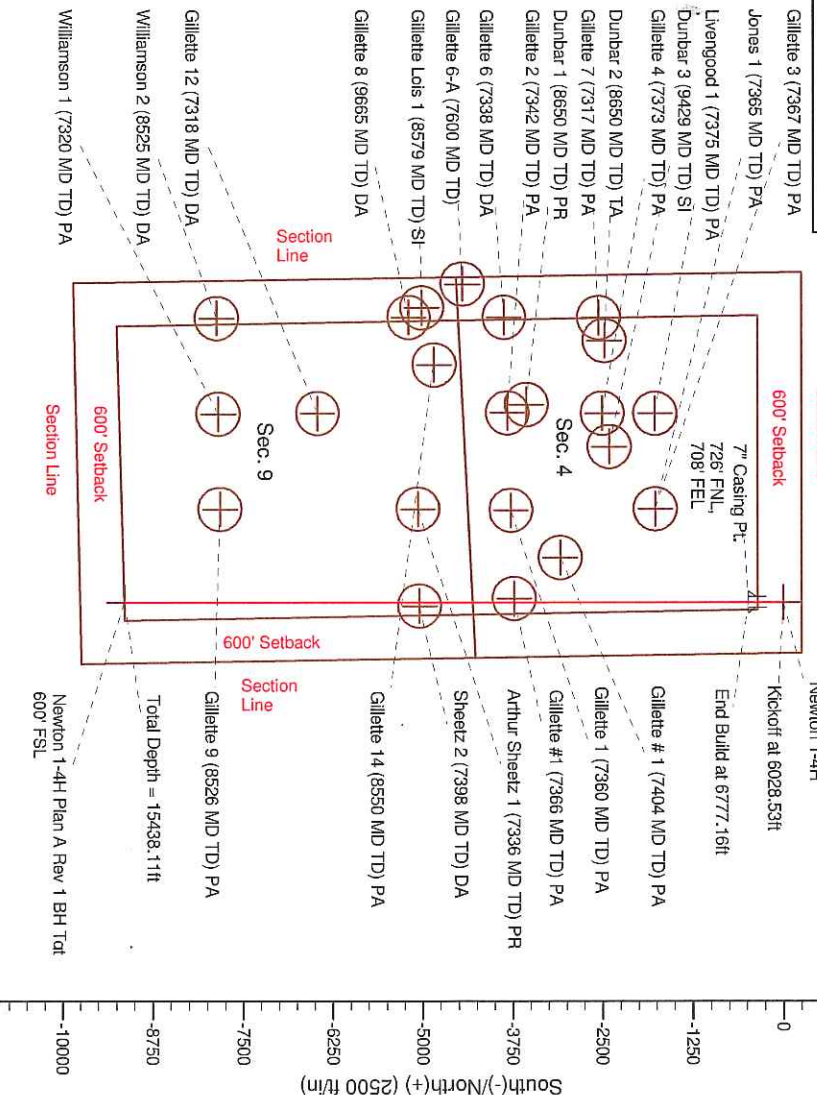 Gillette 3 (7367 MD TD) PA
Jones 1 (7365 MD TD) PA
Livengood 1 (7375 MD TD) PA
Dunbar 3 (9429 MD TD) SI
Gillette 4 (7373 MD TD) PA
Dunbar 2 (8650 MD TD) TA
Gillette 7 (7317 MD TD) PA
Dunbar 1 (8650 MD TD) PR
Gillette 2 (7342 MD TD) PA
Gillette 6 (7338 MD TD) DA
Gillette 6-A (7600 MD TD)
Gillette Lois 1 (8579 MD TD) SI
Gillette 8 (9665 MD TD) DA
Gillette 12 (7318 MD TD) DA
Williamson 2 (8525 MD TD) DA
Williamson 1 (7320 MD TD) PA
Section
Line
600' Setback
7" Casing Pt.
726' FNL,
708' FEL
Sec. 4
Sec. 9
600' Setback
Section Line
600' Setback
Section
Line
Newton 1-4H
Kickoff at 6028.53ft
End Build at 6777.16ft
Gillette # 1 (7404 MD TD) PA
Gillette 1 (7360 MD TD) PA
Gillette #1 (7366 MD TD) PA
Arthur Sheetz 1 (7336 MD TD) PR
Sheetz 2 (7398 MD TD) DA
Gillette 14 (8550 MD TD) PA
Gillette 9 (8526 MD TD) PA
Total Depth = 15438.11ft
Newton 1-4H Plan A Rev 1 BH Tgt
600' FSL
0
-1250
-2500
-3750
-5000
-6250
-7500
-8750
-10000
South(-)/North(+) (2500 ft/in)